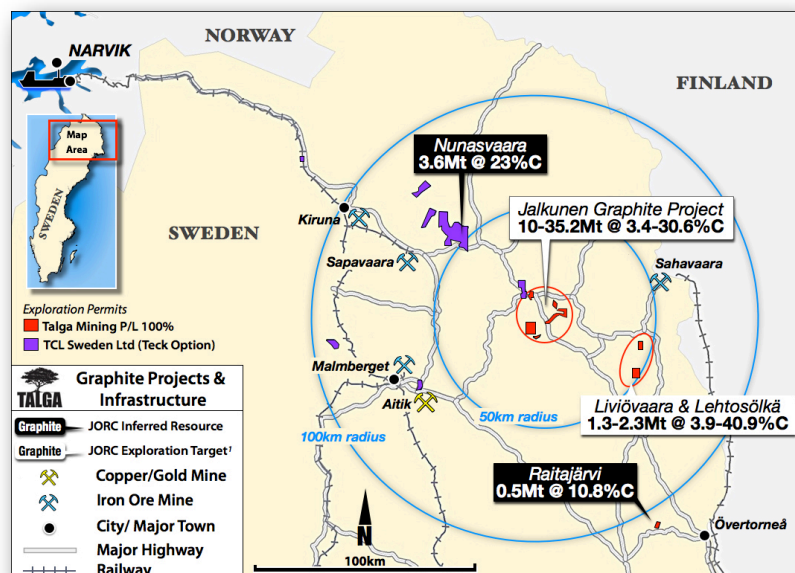 NARVIK
NORWAY
FINLAND
Map
Area
SWEDEN
Nunasvaara
3.6Mt @ 23%C
Jalkunen Graphite Project
10-35.2Mt @ 3.4-30.6%C
Kiruna
SWEDEN
Sapavaara
Sahavaara
Exploration Permits
Talga Mining P/L 100%
TCL Sweden Ltd (Teck Option)
Malmberget
Aitik
50km radius
100km radius
Liviövaara & Lehtosölkä
1.3-2.3Mt @ 3.9-40.9%C
Raitajärvi
0.5Mt @ 10.8%C
Övertorneå
N
100km
TALGA
Graphite Projects &
Infrastructure
Graphite JORC Inferred Resource
Graphite JORC Exploration Target¹
Copper/Gold Mine
Iron Ore Mine
City/ Major Town
Major Highway
Railway